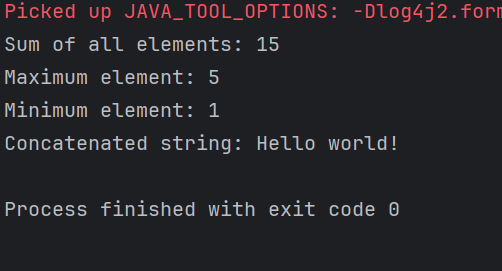 Picked up JAVA_TOOL_OPTIONS: -Dlog4j2.form
Sum of all elements: 15
Maximum element: 5
Minimum element: 1
Concatenated string: Hello world!
Process finished with exit code 0